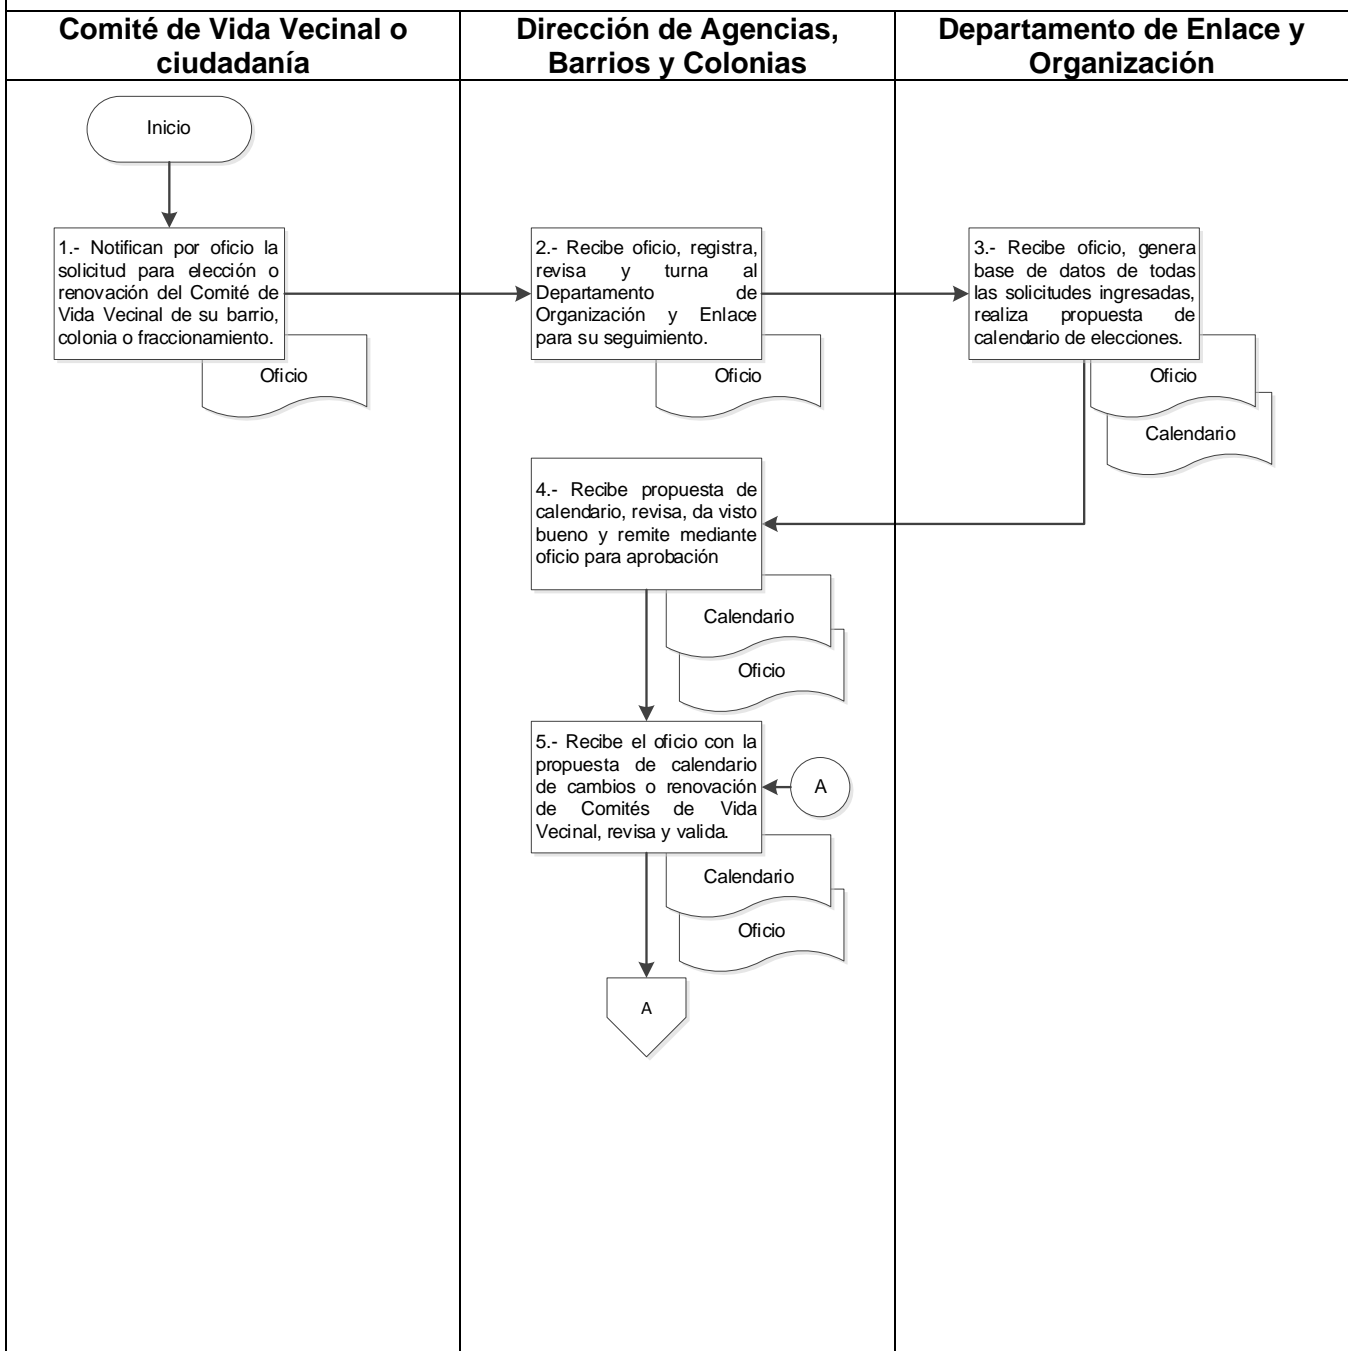 Comité de Vida Vecinal o
ciudadanía
Dirección de Agencias,
Barrios y Colonias
Departamento de Enlace y
Organización
Inicio
1.- Notifican por oficio la
solicitud para elección o
renovación del Comité de
Vida Vecinal de su barrio,
colonia o fraccionamiento.
Oficio
2.- Recibe oficio, registra,
revisa y turna al
Departamento de
Organización y Enlace
para su seguimiento.
Oficio
3.- Recibe oficio, genera
base de datos de todas
las solicitudes ingresadas,
realiza propuesta de
calendario de elecciones.
Oficio
Calendario
4.- Recibe propuesta de
calendario, revisa, da visto
bueno y remite mediante
oficio para aprobación
Calendario
Oficio
5.- Recibe el oficio con la
propuesta de calendario
de cambios o renovación
de Comités de Vida
Vecinal, revisa y valida.
A
Calendario
Oficio
A